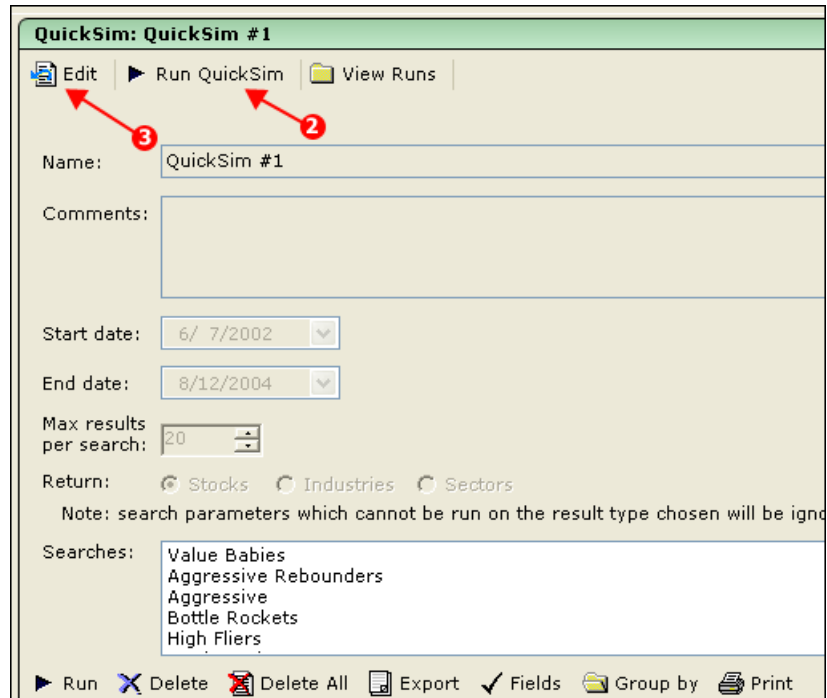 QuickSim: QuickSim #1
Edit Run QuickSim View Runs
3 2
Name: QuickSim #1
Comments:
Start date: 6/ 7/2002
End date: 8/12/2004
Max results
per search: 20
Return: Stocks Industries Sectors
Note: search parameters which cannot be run on the result type chosen will be igno
Searches: Value Babies
Aggressive Rebounders
Aggressive
Bottle Rockets
High Fliers
Run Delete Delete All Export Fields Group by Print